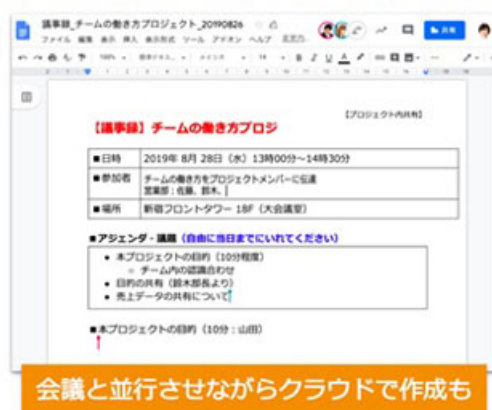 議事録_チームの働き方プロジェクト_20190826
ファイル 編集 表示 挿入 表示形式 ツール アドオン ヘルプ
共有
100%
14
B I U A
【プロジェクト内共有】
【議事録】チームの働き方プロジ
■日時 2019年 8月 28日（水）13時00分～14時30分
■参加者 チームの働き方をプロジェクトメンバーに伝達
営業部：佐藤、鈴木、
■場所 新宿フロントタワー 18F（大会議室）
■アジェンダ・議題（自由に当日までにいれてください）
• 本プロジェクトの目的（10分程度）
○ チーム内の認識合わせ
• 目的の共有（鈴木部長より）
• 売上データの共有について
■本プロジェクトの目的（10分：山田）
会議と並行させながらクラウドで作成も